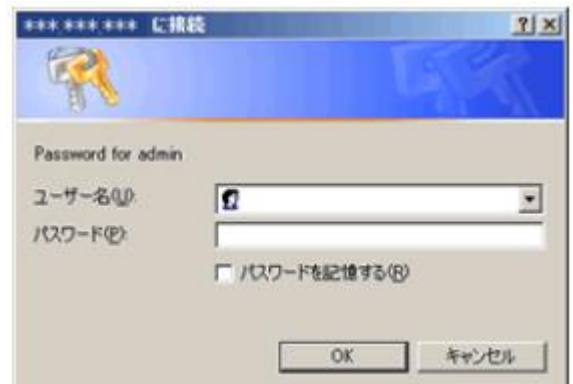 ***.***.*** に接続
Password for admin
ユーザー名(U):
パスワード(P):
パスワードを記憶する(R)
OK キャンセル